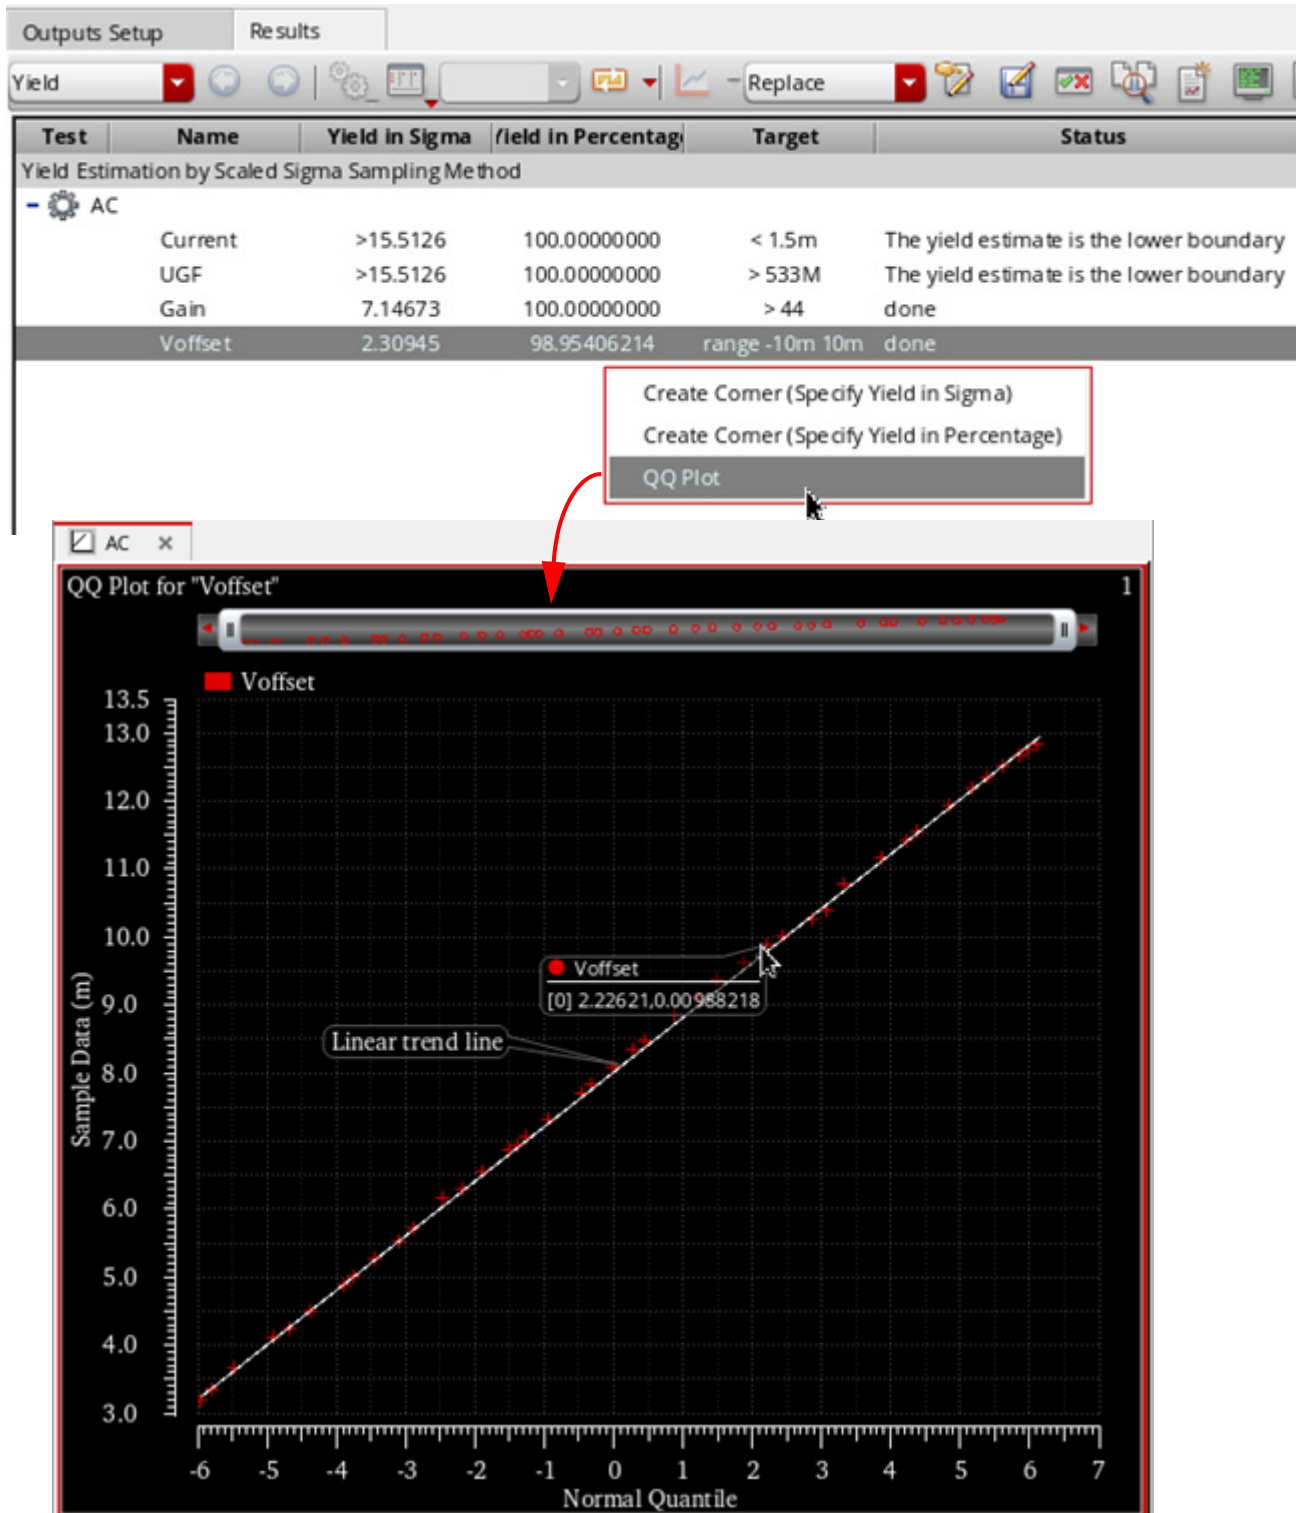 Outputs Setup Results
Yield Replace
Test Name Yield in Sigma Yield in Percentag Target Status
Yield Estimation by Scaled Sigma Sampling Method
AC
Current >15.5126 100.00000000 < 1.5m The yield estimate is the lower boundary
UGF >15.5126 100.00000000 > 533M The yield estimate is the lower boundary
Gain 7.14673 100.00000000 > 44 done
Voffset 2.30945 98.95406214 range -10m 10m done
Create Corner (Specify Yield in Sigma)
Create Corner (Specify Yield in Percentage)
QQ Plot
AC
QQ Plot for "Voffset" 1
Voffset
13.5
13.0
12.0
11.0
10.0
Voffset
[0] 2.22621,0.00988218
9.0
Linear trend line
8.0
Sample Data (m)
7.0
6.0
5.0
4.0
3.0
-6 -5 -4 -3 -2 -1 0 1 2 3 4 5 6 7
Normal Quantile